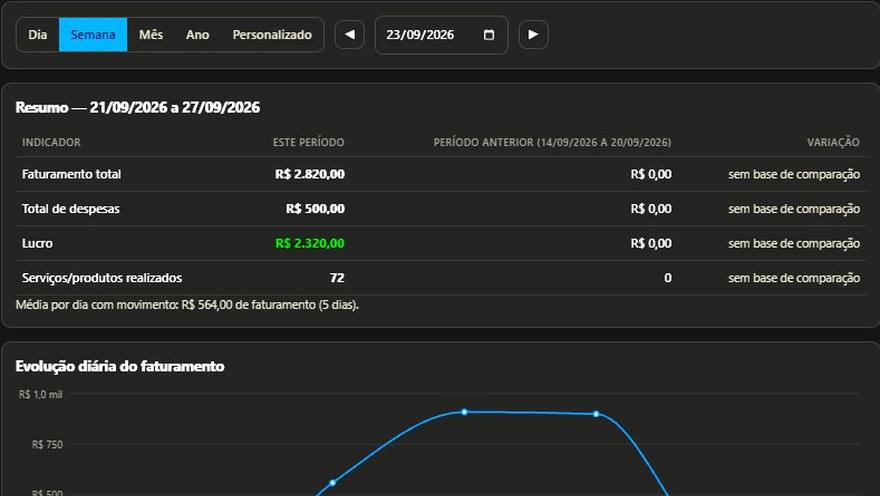 Dia Semana Mês Ano Personalizado ◀ 23/09/2026 ▶
Resumo — 21/09/2026 a 27/09/2026
INDICADOR ESTE PERÍODO PERÍODO ANTERIOR (14/09/2026 A 20/09/2026) VARIAÇÃO
Faturamento total R$ 2.820,00 R$ 0,00 sem base de comparação
Total de despesas R$ 500,00 R$ 0,00 sem base de comparação
Lucro R$ 2.320,00 R$ 0,00 sem base de comparação
Serviços/produtos realizados 72 0 sem base de comparação
Média por dia com movimento: R$ 564,00 de faturamento (5 dias).
Evolução diária do faturamento
R$ 1,0 mil
R$ 750
R$ 500